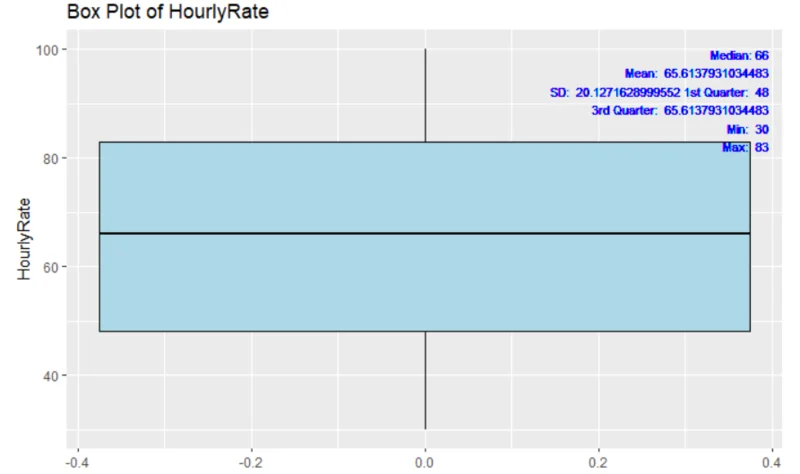 Box Plot of HourlyRate
100
Median: 66
Mean: 65.6137931034483
SD: 20.1271628999552 1st Quarter: 48
3rd Quarter: 65.6137931034483
Min: 30
Max: 83
80
HourlyRate
60
40
-0.4 -0.2 0.0 0.2 0.4